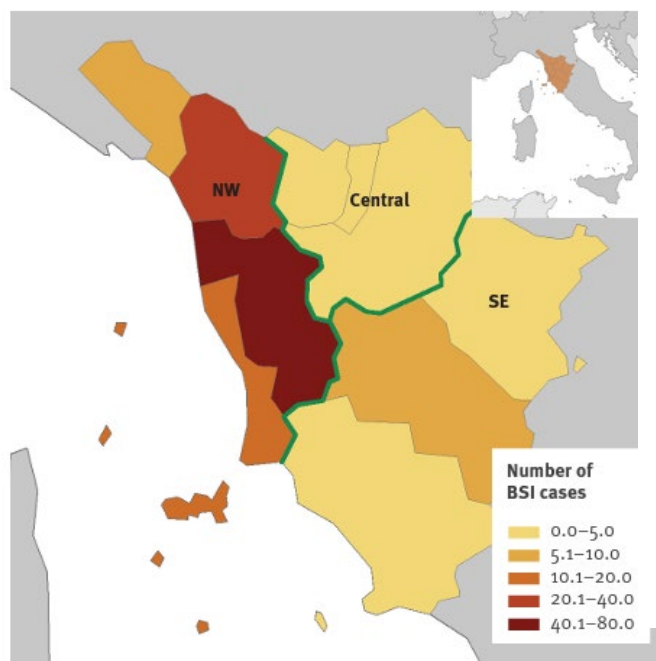 NW
Central
SE
Number of
BSI cases
0.0–5.0
5.1–10.0
10.1–20.0
20.1–40.0
40.1–80.0